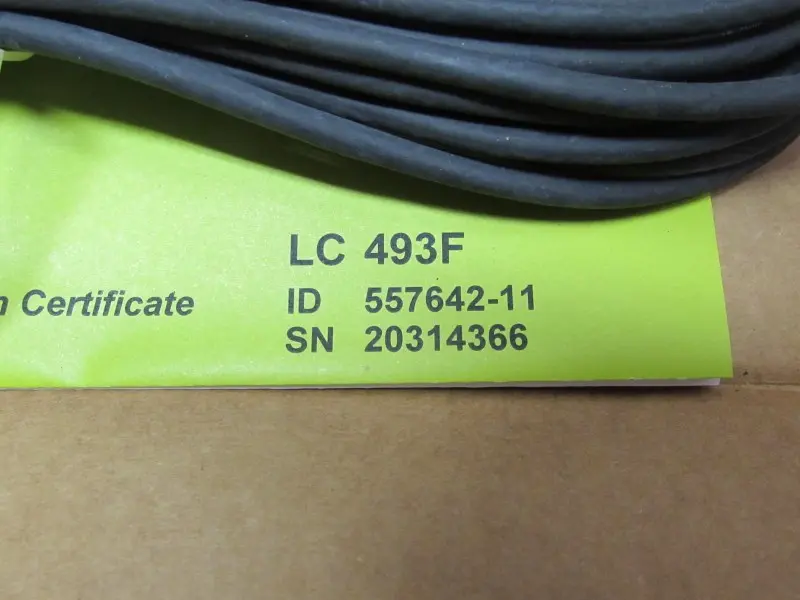 LC 493F
Certificate ID 557642-11
SN 20314366